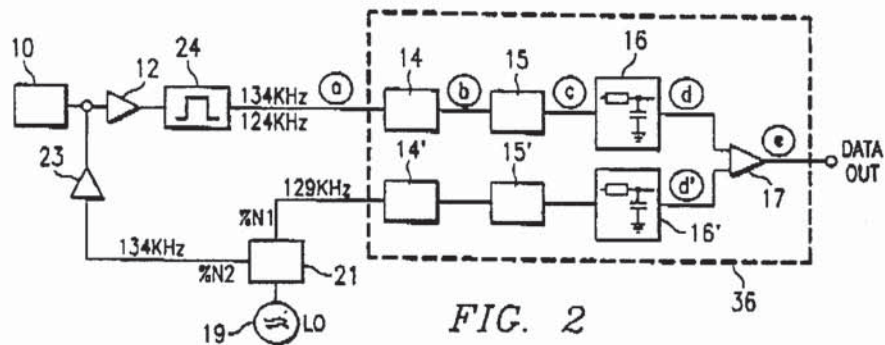 10
12
24
134KHz
124KHz
a
14
b
15
c
16
d
e
DATA
OUT
17
23
14'
15'
129KHz
d'
16'
%N1
134KHz
%N2
21
36
19
LO
FIG. 2